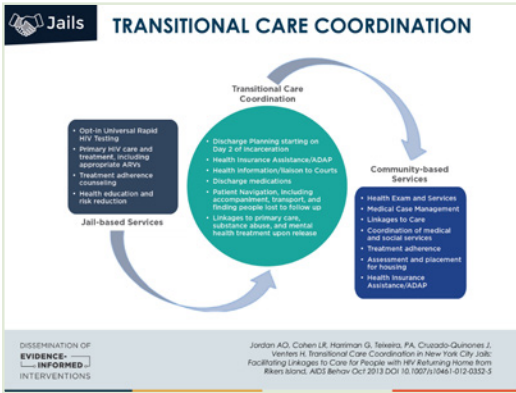 Jails
TRANSITIONAL CARE COORDINATION
Transitional Care
Coordination
• Opt-in Universal Rapid
HIV Testing
• Primary HIV care and
treatment, including
appropriate ARVs
• Treatment adherence
counseling
• Health education and
risk reduction
Jail-based Services
• Discharge Planning starting on
Day 2 of incarceration
• Health Insurance Assistance/ADAP
• Health information/liaison to Courts
• Discharge medications
• Patient Navigation, including
accompaniment, transport, and
finding people lost to follow up
• Linkages to primary care,
substance abuse, and mental
health treatment upon release
Community-based
Services
• Health Exam and Services
• Medical Case Management
• Linkages to Care
• Coordination of medical
and social services
• Treatment adherence
• Assessment and placement
for housing
• Health Insurance
Assistance/ADAP
DISSEMINATION OF
EVIDENCE-
INFORMED
INTERVENTIONS
Jordan AO, Cohen LR, Harriman G, Teixeira, PA, Cruzado-Quinones J,
Venters H. Transitional Care Coordination in New York City Jails:
Facilitating Linkages to Care for People with HIV Returning Home from
Rikers Island. AIDS Behav Oct 2013 DOI 10.1007/s10461-012-0352-5